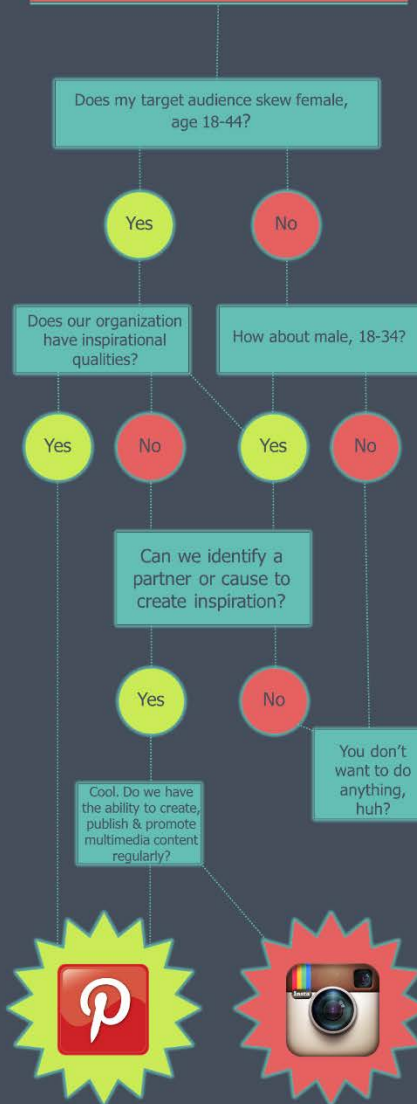 Does my target audience skew female,
age 18-44?
Yes
No
Does our organization
have inspirational
qualities?
How about male, 18-34?
Yes
No
Yes
No
Can we identify a
partner or cause to
create inspiration?
Yes
No
You don't
want to do
anything,
huh?
Cool. Do we have
the ability to create,
publish & promote
multimedia content
regularly?
Insta